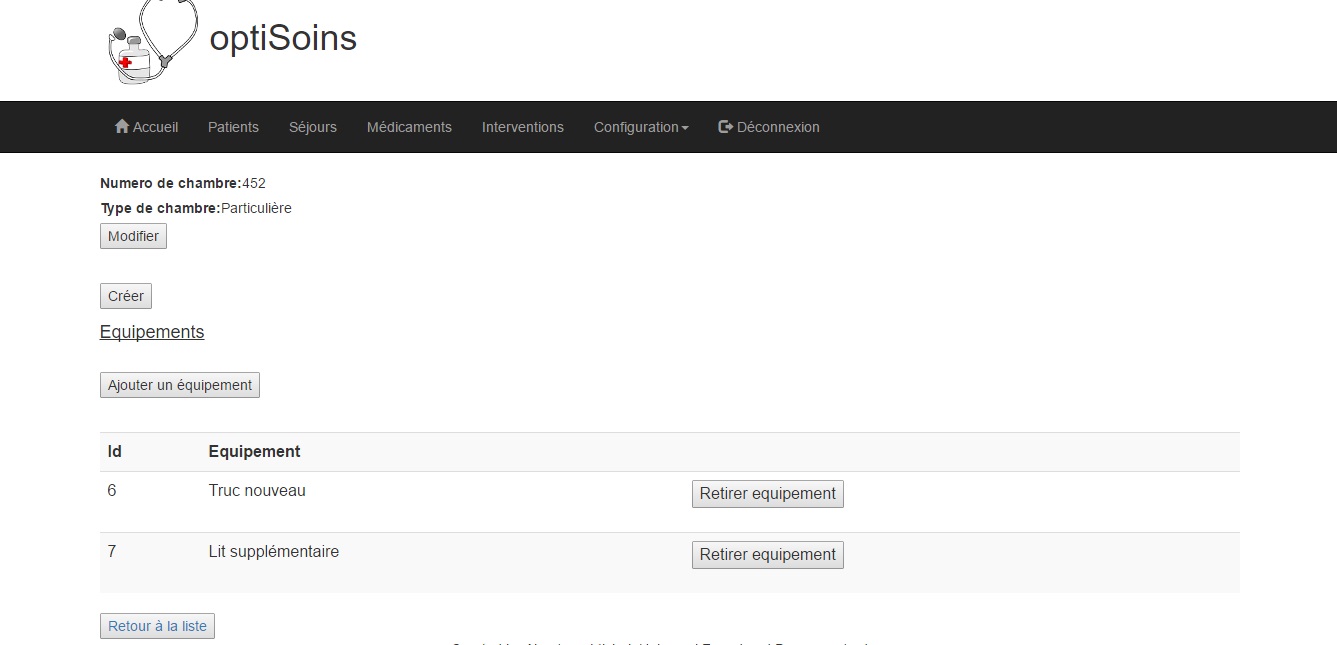 optiSoins
Accueil Patients Séjours Médicaments Interventions Configuration Déconnexion
Numero de chambre:452
Type de chambre:Particulière
Modifier
Créer
Equipements
Ajouter un équipement
Id Equipement
6 Truc nouveau Retirer equipement
7 Lit supplémentaire Retirer equipement
Retour à la liste